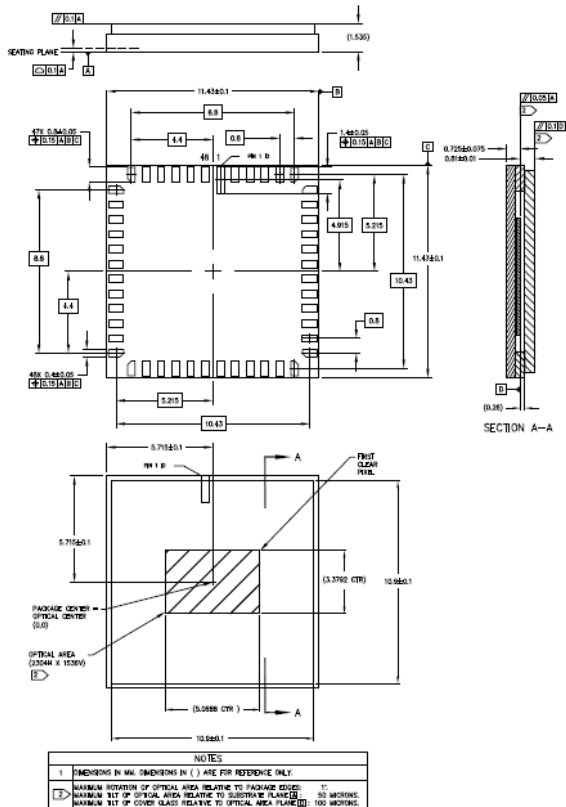 // 0.1 A
(1.535)
SEATING PLANE
0.1 A
A
11.43±0.1
B
// 0.05 A
2
8.8
// 0.1 D
47X 0.8±0.05
0.15 A B C
4.4
0.8
1.4±0.05
0.15 A B C
C
0.725±0.075
0.81±0.01
48 1
PIN 1 ID
8.8
4.915
5.215
11.43±0.1
4.4
10.43
0.8
48X 0.4±0.05
0.15 A B C
5.215
D
10.43
SECTION A—A
5.715±0.1
PIN 1 ID
A
FIRST
CLEAR
PIXEL
5.715±0.1
(3.3792 CTR)
10.9±0.1
PACKAGE CENTER =
OPTICAL CENTER
(0,0)
OPTICAL AREA
(2304H X 1536V)
2
(5.0688 CTR )
A
10.9±0.1
NOTES
1 DIMENSIONS IN MM. DIMENSIONS IN ( ) ARE FOR REFERENCE ONLY.
2 MAXIMUM ROTATION OF OPTICAL AREA RELATIVE TO PACKAGE EDGES: 1°.
MAXIMUM TILT OF OPTICAL AREA RELATIVE TO SUBSTRATE PLANE A : 50 MICRONS.
MAXIMUM TILT OF COVER GLASS RELATIVE TO OPTICAL AREA PLANE D : 100 MICRONS.